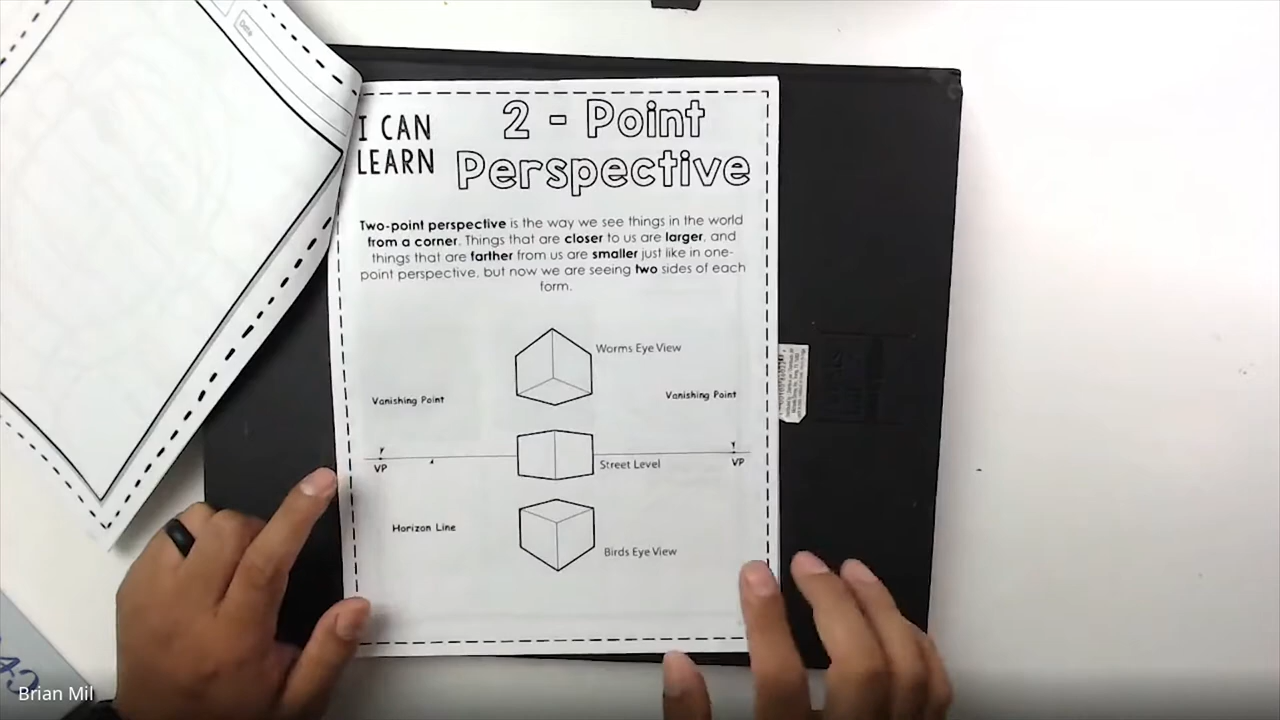 Date
I CAN
LEARN
2 - Point
Perspective
Two-point perspective is the way we see things in the world
from a corner. Things that are closer to us are larger, and
things that are farther from us are smaller just like in one-
point perspective, but now we are seeing two sides of each
form.
Worms Eye View
Vanishing Point
Vanishing Point
VP
Street Level
VP
Horizon Line
Birds Eye View
Brian Mil